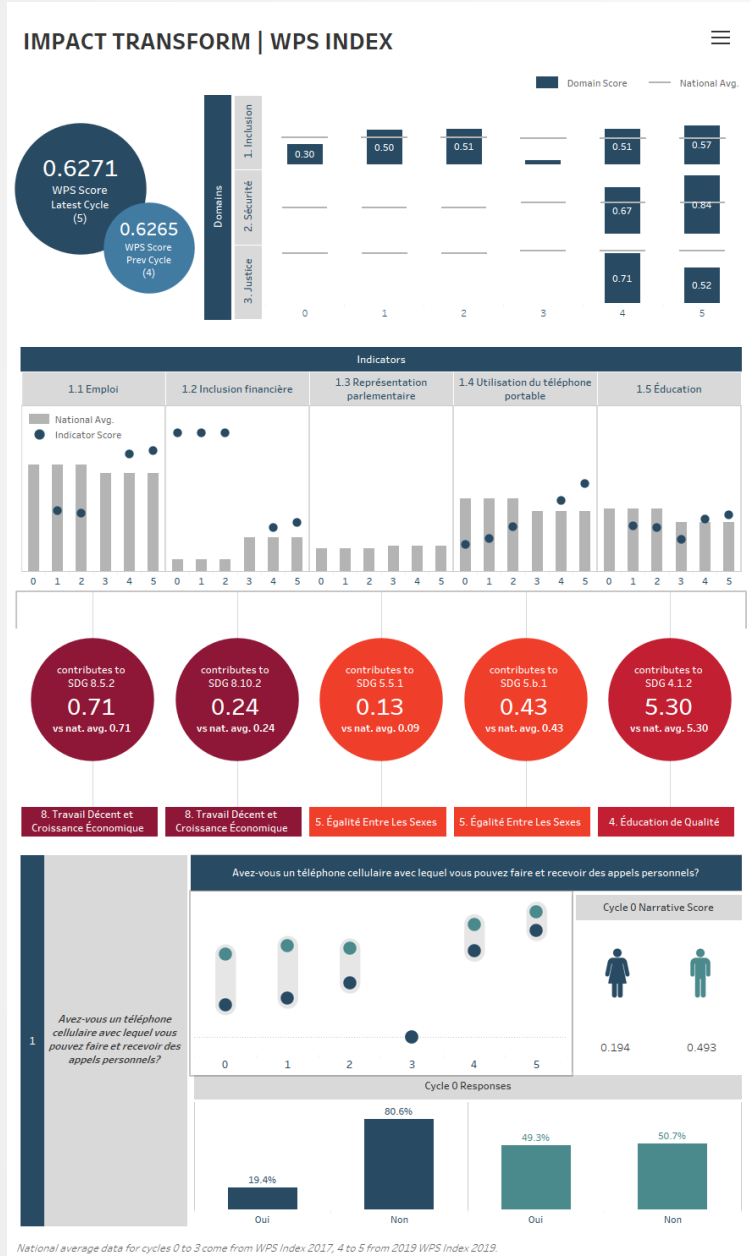 IMPACT TRANSFORM | WPS INDEX
Domain Score
National Avg.
0.6271
WPS Score
Latest Cycle
(5)
0.6265
WPS Score
Prev Cycle
(4)
Domains
1. Inclusion
0.30
0.50
0.51
0.51
0.57
2. Sécurité
0.67
0.84
3. Justice
0.71
0.52
0 1 2 3 4 5
Indicators
1.1 Emploi
1.2 Inclusion financière
1.3 Représentation
parlementaire
1.4 Utilisation du téléphone
portable
1.5 Éducation
National Avg.
Indicator Score
0 1 2 3 4 5
0 1 2 3 4 5
0 1 2 3 4 5
0 1 2 3 4 5
0 1 2 3 4 5
contributes to
SDG 8.5.2
0.71
vs nat. avg. 0.71
contributes to
SDG 8.10.2
0.24
vs nat. avg. 0.24
contributes to
SDG 5.5.1
0.13
vs nat. avg. 0.09
contributes to
SDG 5.b.1
0.43
vs nat. avg. 0.43
contributes to
SDG 4.1.2
5.30
vs nat. avg. 5.30
8. Travail Décent et
Croissance Économique
8. Travail Décent et
Croissance Économique
5. Égalité Entre Les Sexes
5. Égalité Entre Les Sexes
4. Éducation de Qualité
1
Avez-vous un téléphone
cellulaire avec lequel vous
pouvez faire et recevoir des
appels personnels?
Avez-vous un téléphone cellulaire avec lequel vous pouvez faire et recevoir des appels personnels?
0 1 2 3 4 5
Cycle 0 Narrative Score
0.194
0.493
Cycle 0 Responses
19.4%
80.6%
49.3%
50.7%
Oui
Non
Oui
Non
National average data for cycles 0 to 3 come from WPS Index 2017, 4 to 5 from 2019 WPS Index 2019.